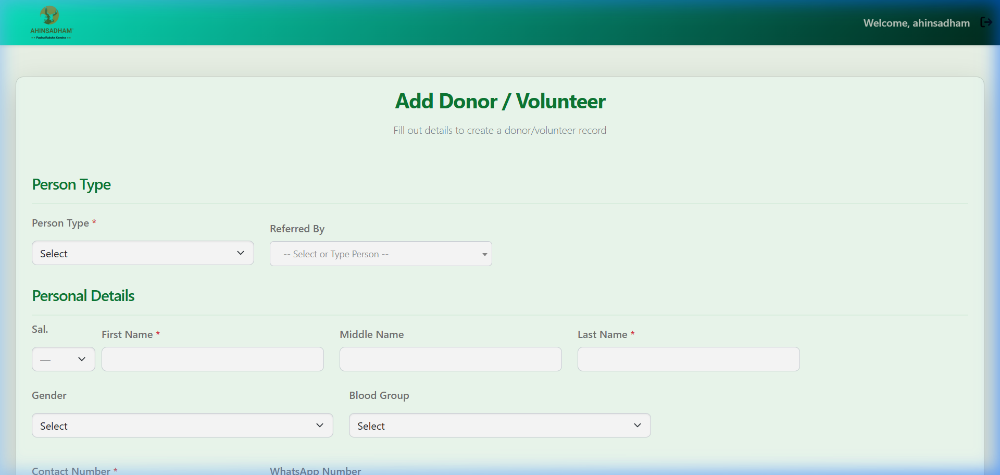 AHINSADHAM
Pashu Raksha Kendra
Welcome, ahinsadham
Add Donor / Volunteer
Fill out details to create a donor/volunteer record
Person Type
Person Type *
Referred By
Select
-- Select or Type Person --
Personal Details
Sal.
First Name *
Middle Name
Last Name *
—
Gender
Blood Group
Select
Select
Contact Number *
WhatsApp Number